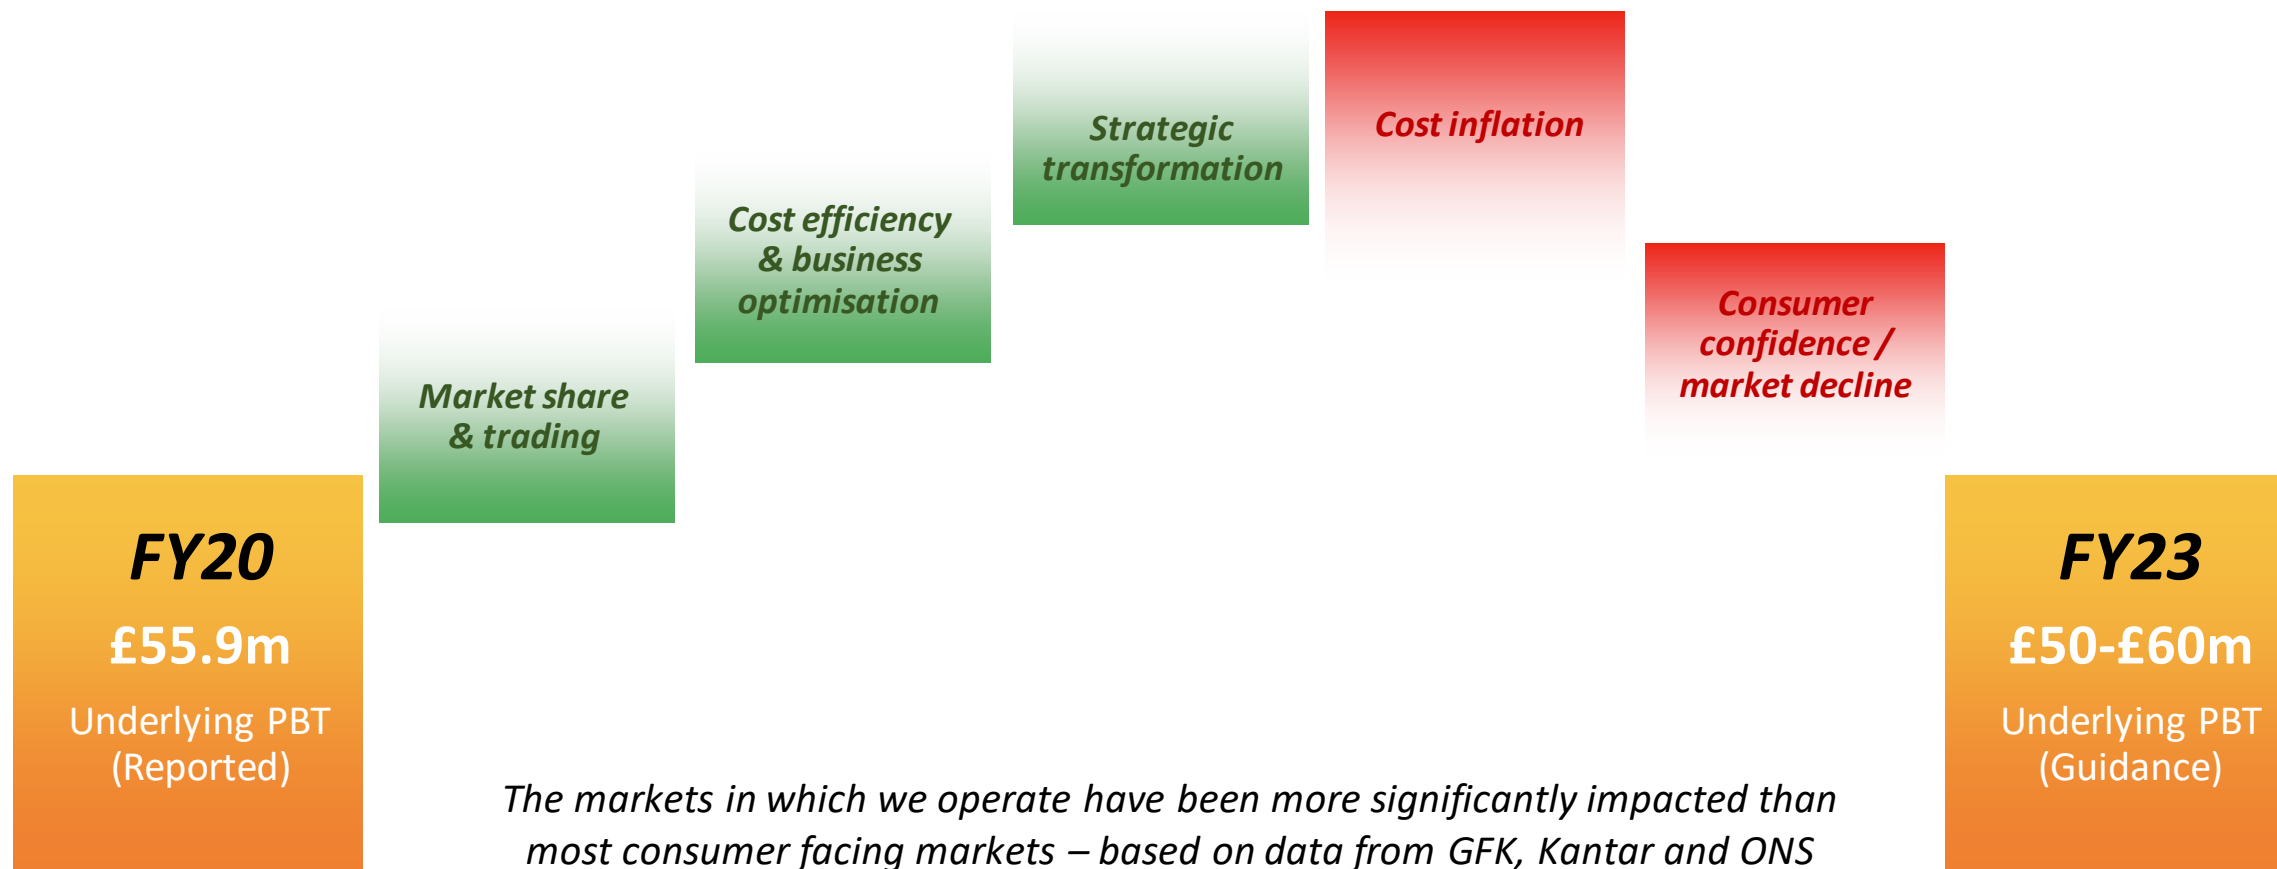 FY20
£55.9m
Underlying PBT
(Reported)
Market share
& trading
Cost efficiency
& business
optimisation
Strategic
transformation
Cost inflation
Consumer
confidence /
market decline
FY23
£50-£60m
Underlying PBT
(Guidance)
The markets in which we operate have been more significantly impacted than
most consumer facing markets – based on data from GFK, Kantar and ONS